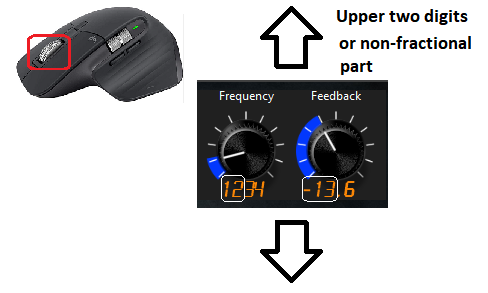 Upper two digits
or non-fractional
part
Frequency Feedback
1234 -13.6